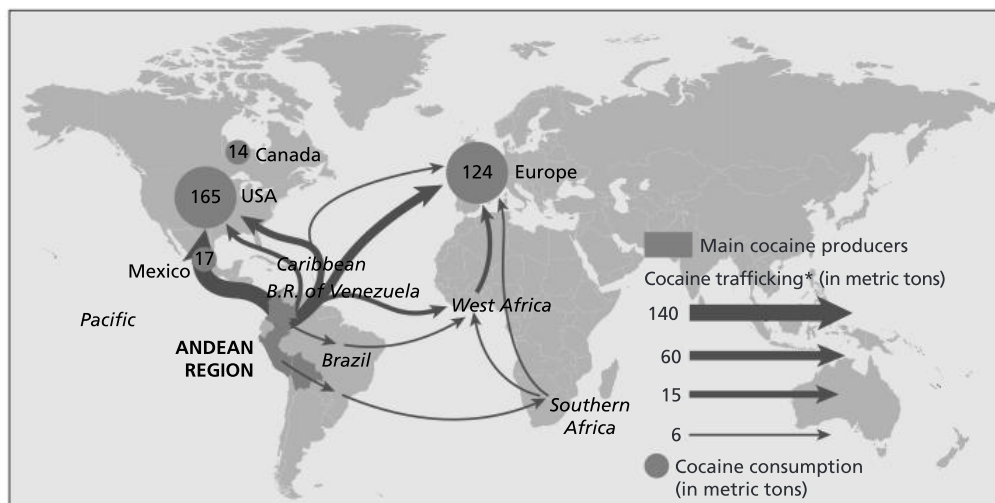 14 Canada
165 USA
124 Europe
17
Mexico
Caribbean
B.R. of Venezuela
West Africa
Pacific
ANDEAN
REGION
Brazil
Southern
Africa
Main cocaine producers
Cocaine trafficking* (in metric tons)
140
60
15
6
Cocaine consumption
(in metric tons)